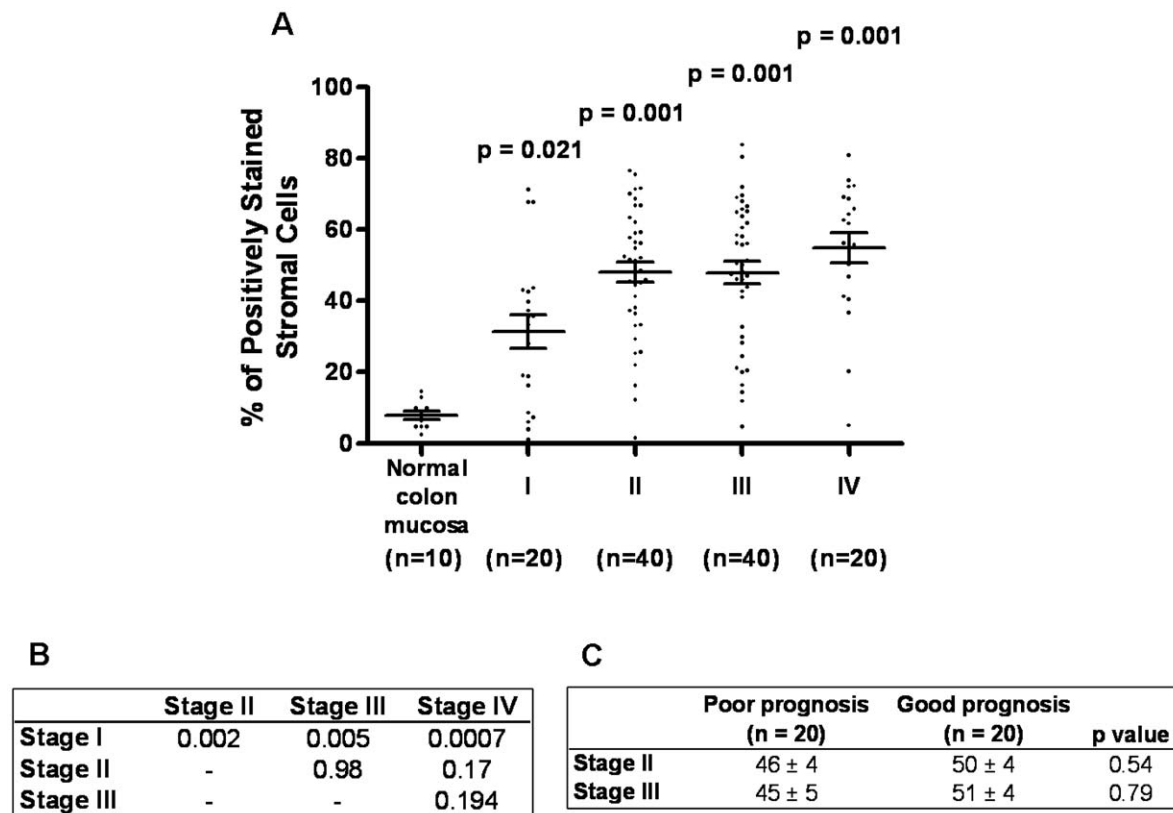 A
p = 0.001
p = 0.001
p = 0.001
p = 0.021
% of Positively Stained
Stromal Cells
100
80
60
40
20
0
Normal
colon
mucosa
I
II
III
IV
(n=10)
(n=20)
(n=40)
(n=40)
(n=20)
B
Stage II Stage III Stage IV
Stage I 0.002 0.005 0.0007
Stage II - 0.98 0.17
Stage III - - 0.194
C
Poor prognosis Good prognosis
(n = 20) (n = 20) p value
Stage II 46 ± 4 50 ± 4 0.54
Stage III 45 ± 5 51 ± 4 0.79